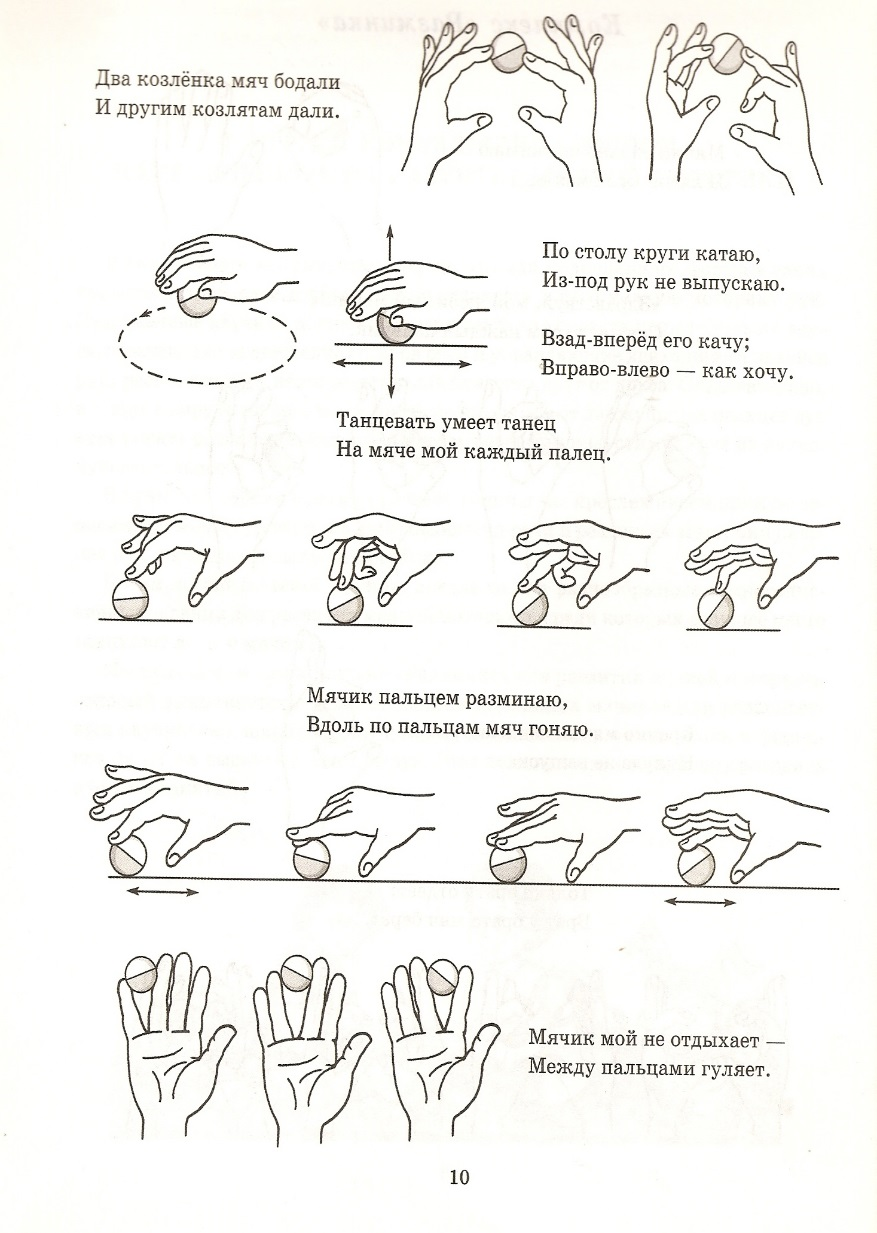 Два козлёнка мяч бодали
И другим козлятам дали.
По столу круги катаю,
Из-под рук не выпускаю.
Взад-вперёд его качу;
Вправо-влево — как хочу.
Танцевать умеет танец
На мяче мой каждый палец.
Мячик пальцем разминаю,
Вдоль по пальцам мяч гоняю.
Мячик мой не отдыхает —
Между пальцами гуляет.
10